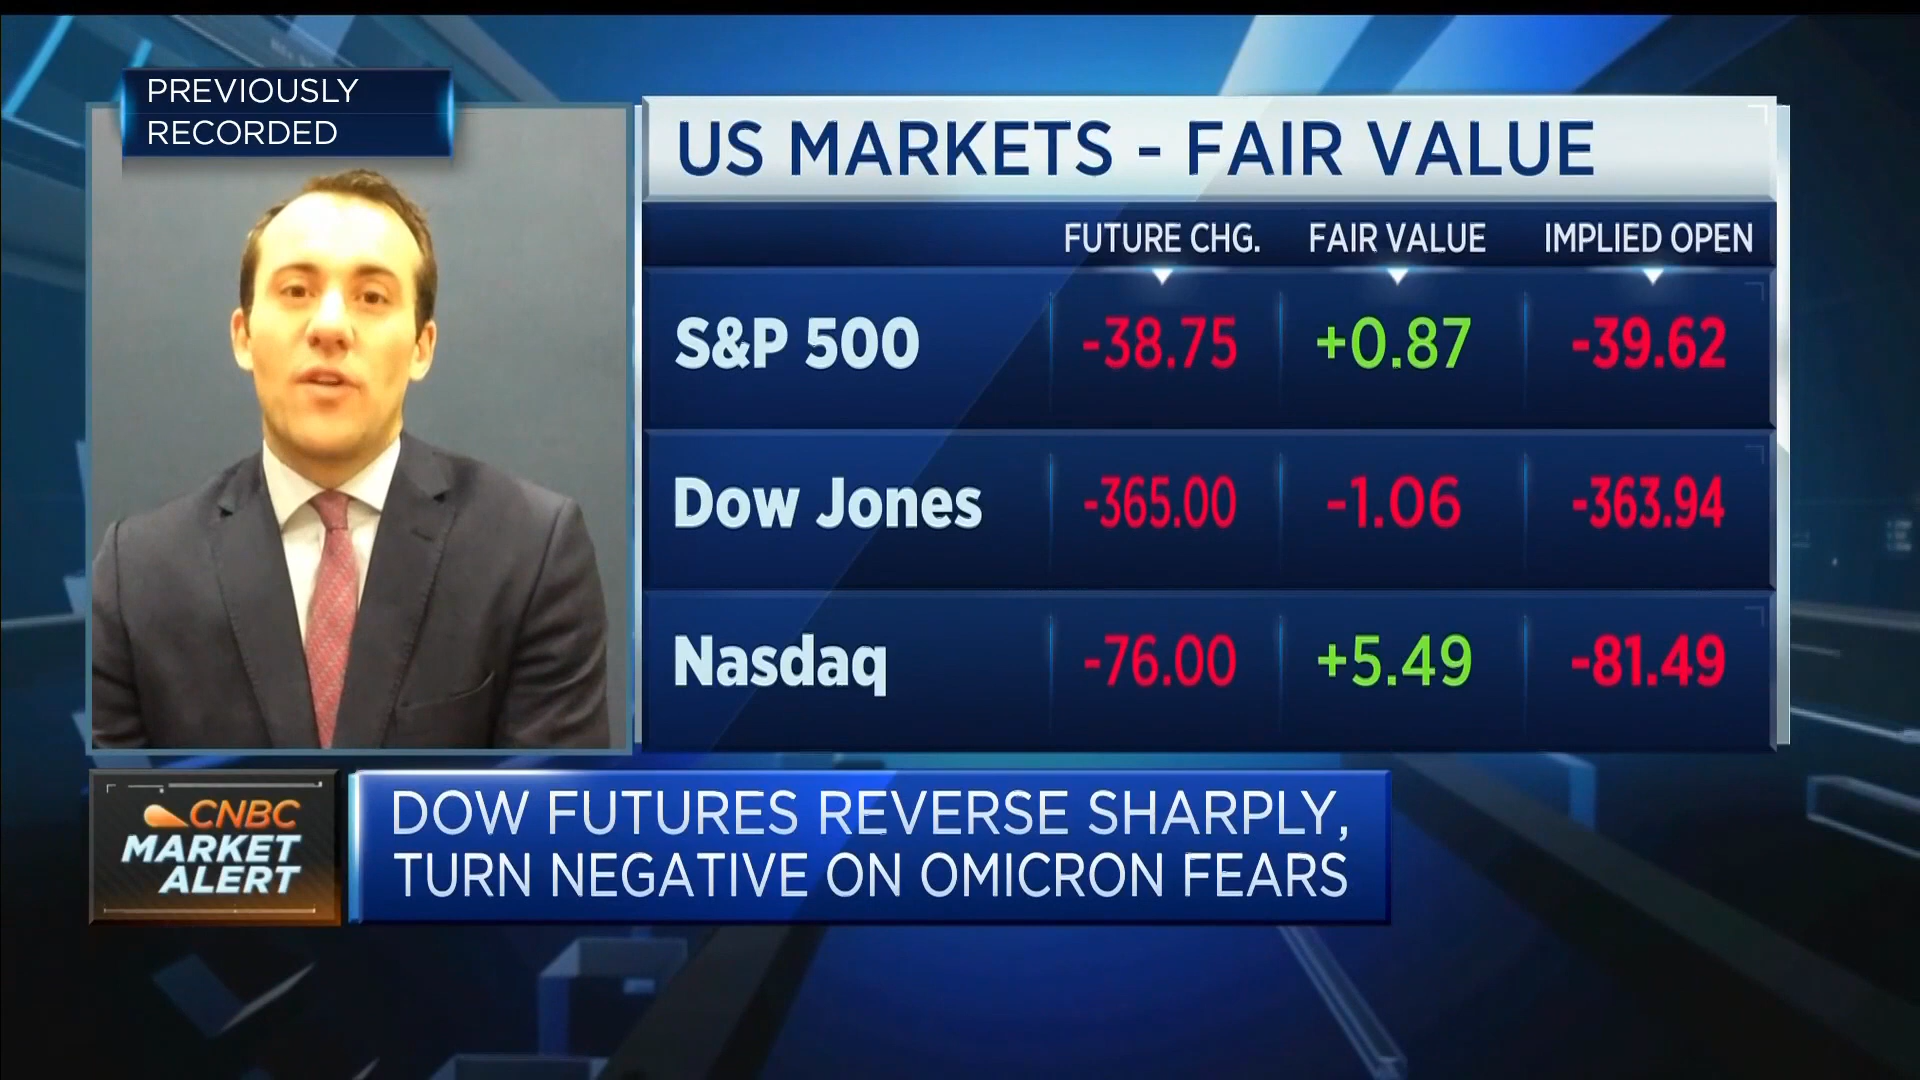 PREVIOUSLY
RECORDED
US MARKETS - FAIR VALUE
FUTURE CHG. FAIR VALUE IMPLIED OPEN
S&P 500 -38.75 +0.87 -39.62
Dow Jones -365.00 -1.06 -363.94
Nasdaq -76.00 +5.49 -81.49
CNBC
MARKET
ALERT
DOW FUTURES REVERSE SHARPLY,
TURN NEGATIVE ON OMICRON FEARS